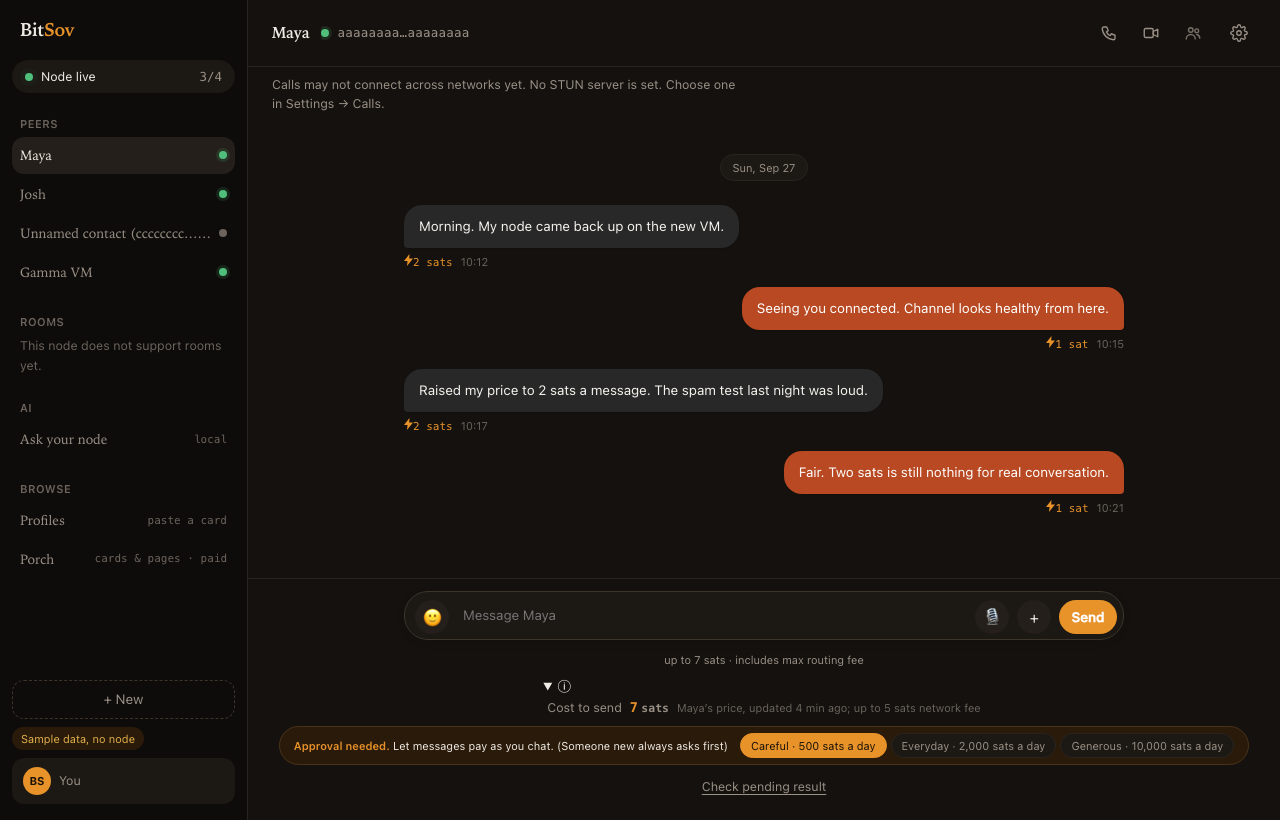 BitSov
Node live 3/4
PEERS
Maya
Josh
Unnamed contact (cccccccc......
Gamma VM
ROOMS
This node does not support rooms
yet.
AI
Ask your node local
BROWSE
Profiles paste a card
Porch cards & pages · paid
+ New
Sample data, no node
BS You
Maya aaaaaaaa…aaaaaaaa
Calls may not connect across networks yet. No STUN server is set. Choose one
in Settings → Calls.
Sun, Sep 27
Morning. My node came back up on the new VM.
2 sats 10:12
Seeing you connected. Channel looks healthy from here.
1 sat 10:15
Raised my price to 2 sats a message. The spam test last night was loud.
2 sats 10:17
Fair. Two sats is still nothing for real conversation.
1 sat 10:21
Message Maya
+
Send
up to 7 sats · includes max routing fee
▼ ⓘ
Cost to send 7 sats Maya's price, updated 4 min ago; up to 5 sats network fee
Approval needed. Let messages pay as you chat. (Someone new always asks first) Careful · 500 sats a day Everyday · 2,000 sats a day Generous · 10,000 sats a day
Check pending result